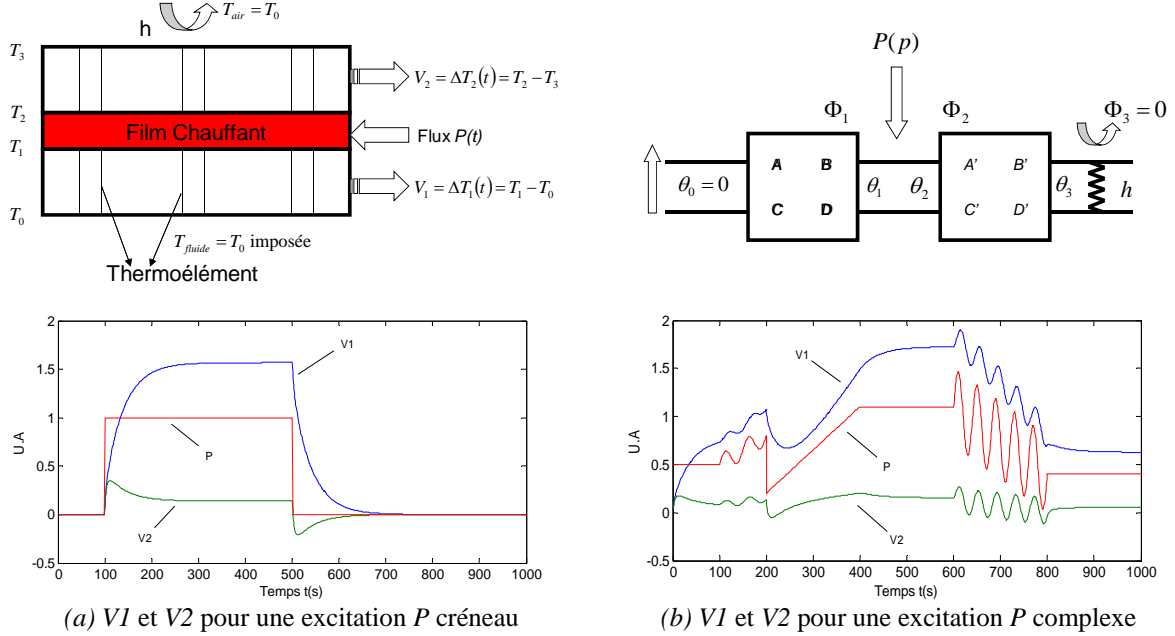 h
T_air = T_0
T_3
V_2 = ΔT_2(t) = T_2 − T_3
T_2
Film Chauffant
Flux P(t)
T_1
V_1 = ΔT_1(t) = T_1 − T_0
T_0
T_fluide = T_0 imposée
Thermoélément
P(p)
Φ_1
Φ_2
Φ_3 = 0
A B
A' B'
θ_0 = 0
θ_1
θ_2
θ_3
h
C D
C' D'
2
1.5
1
0.5
0
-0.5
U.A
V1
P
V2
0 100 200 300 400 500 600 700 800 900 1000
Temps t(s)
(a) V1 et V2 pour une excitation P créneau
2
1.5
1
0.5
0
-0.5
U.A
V1
P
V2
0 100 200 300 400 500 600 700 800 900 1000
Temps t(s)
(b) V1 et V2 pour une excitation P complexe